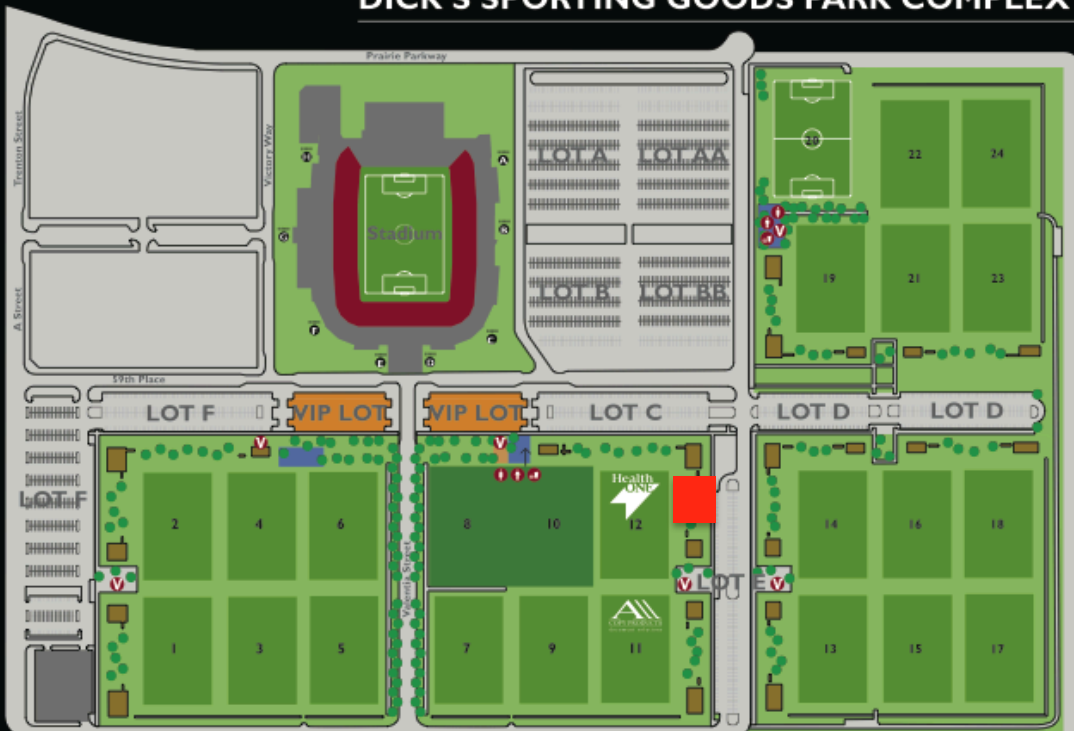 DICK'S SPORTING GOODS PARK COMPLEX
Prairie Parkway
Trenton Street
Victory Way
A Street
59th Place
Valentia Street
Stadium
H
A
G
F
E
LOT A
LOT AA
LOT B
LOT BB
20
22
24
V
19
21
23
LOT F
VIP LOT
VIP LOT
LOT C
LOT D
LOT D
V
V
LOT F
2
4
6
8
10
Health
ONE
12
14
16
18
V
V
LOT E
V
1
3
5
7
9
11
13
15
17